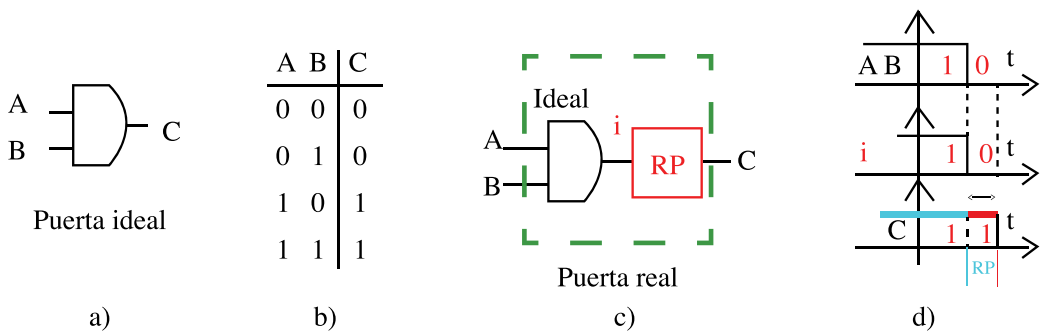 A
B
C
Puerta ideal
a)
A B C
0 0 0
0 1 0
1 0 1
1 1 1
b)
Ideal
A
B
i
RP
C
Puerta real
c)
A B 1 0 t
i 1 0 t
C 1 1 t
RP
d)